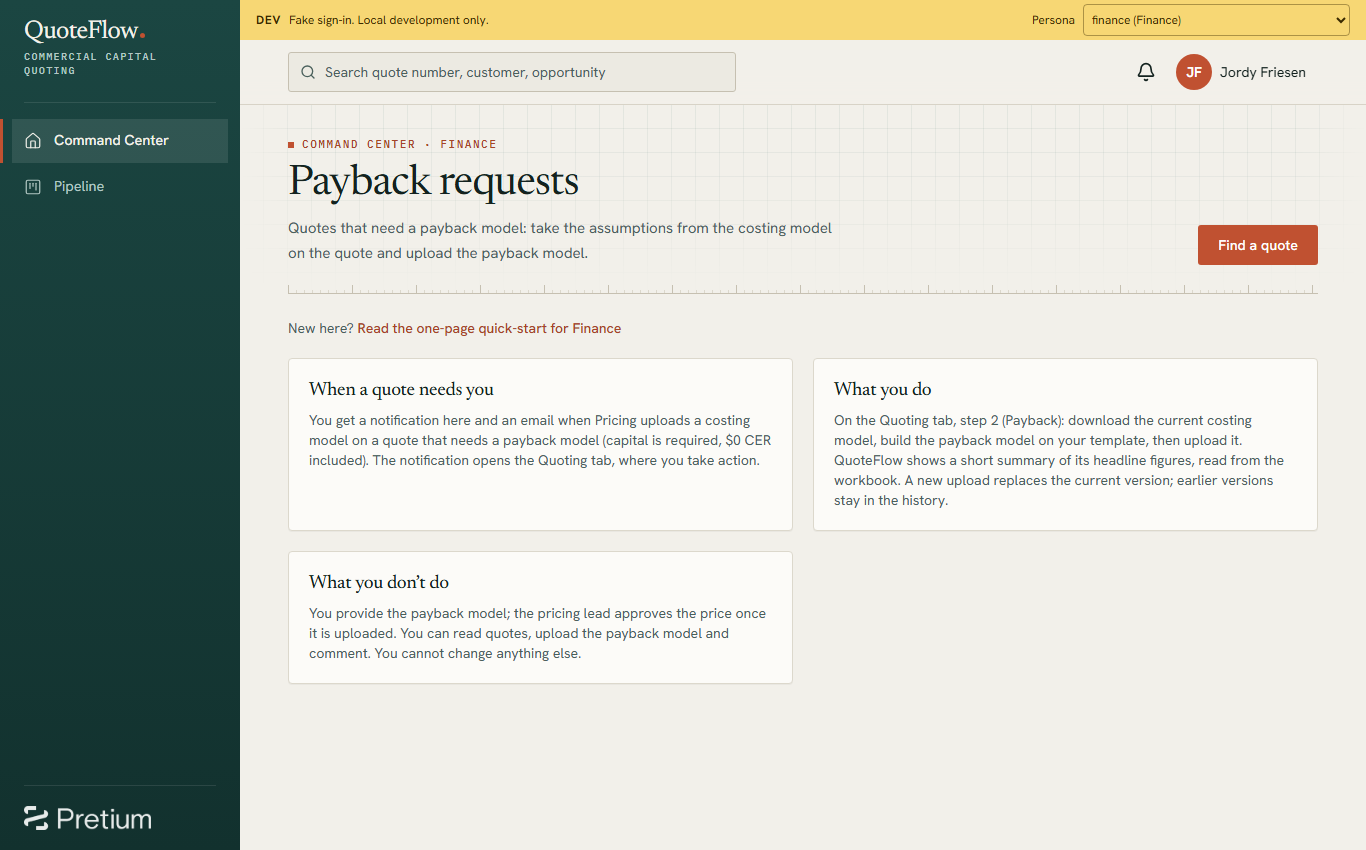 QuoteFlow.
COMMERCIAL CAPITAL
QUOTING
Command Center
Pipeline
Pretium
DEV Fake sign-in. Local development only.
Persona finance (Finance)
Search quote number, customer, opportunity
JF Jordy Friesen
COMMAND CENTER · FINANCE
Payback requests
Quotes that need a payback model: take the assumptions from the costing model
on the quote and upload the payback model.
Find a quote
New here? Read the one-page quick-start for Finance
When a quote needs you
You get a notification here and an email when Pricing uploads a costing
model on a quote that needs a payback model (capital is required, $0 CER
included). The notification opens the Quoting tab, where you take action.
What you do
On the Quoting tab, step 2 (Payback): download the current costing
model, build the payback model on your template, then upload it.
QuoteFlow shows a short summary of its headline figures, read from the
workbook. A new upload replaces the current version; earlier versions
stay in the history.
What you don’t do
You provide the payback model; the pricing lead approves the price once
it is uploaded. You can read quotes, upload the payback model and
comment. You cannot change anything else.